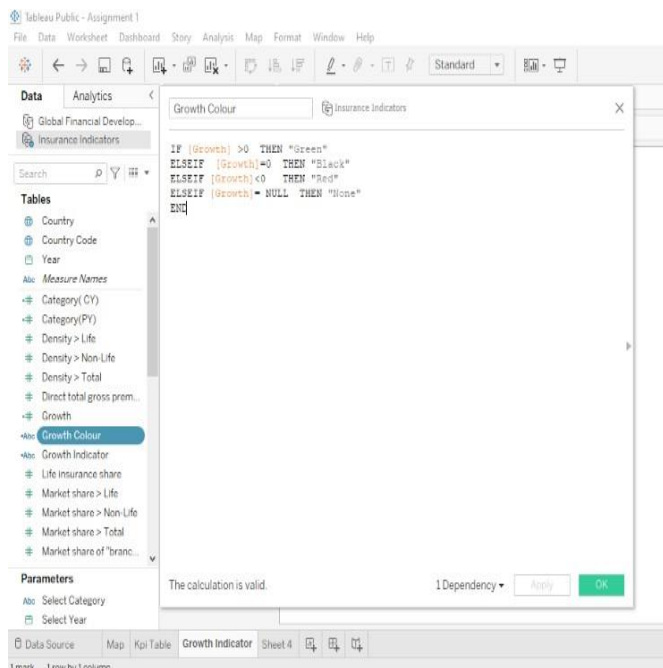 Tableau Public - Assignment 1
File Data Worksheet Dashboard Story Analysis Map Format Window Help
Standard
Data Analytics
Global Financial Develop...
Insurance Indicators
Search
Tables
Country
Country Code
Year
Abc Measure Names
Category( CY)
Category(PY)
Density > Life
Density > Non-Life
Density > Total
Direct total gross prem...
Growth
Abc Growth Colour
Abc Growth Indicator
Life insurance share
Market share > Life
Market share > Non-Life
Market share > Total
Market share of "branc...
Parameters
Abc Select Category
Select Year
Growth Colour Insurance Indicators
IF [Growth] >0 THEN "Green"
ELSEIF [Growth]=0 THEN "Black"
ELSEIF [Growth]<0 THEN "Red"
ELSEIF [Growth]= NULL THEN "None"
END
The calculation is valid. 1 Dependency Apply OK
Data Source Map Kpi Table Growth Indicator Sheet 4
1 mark 1 row by 1 column